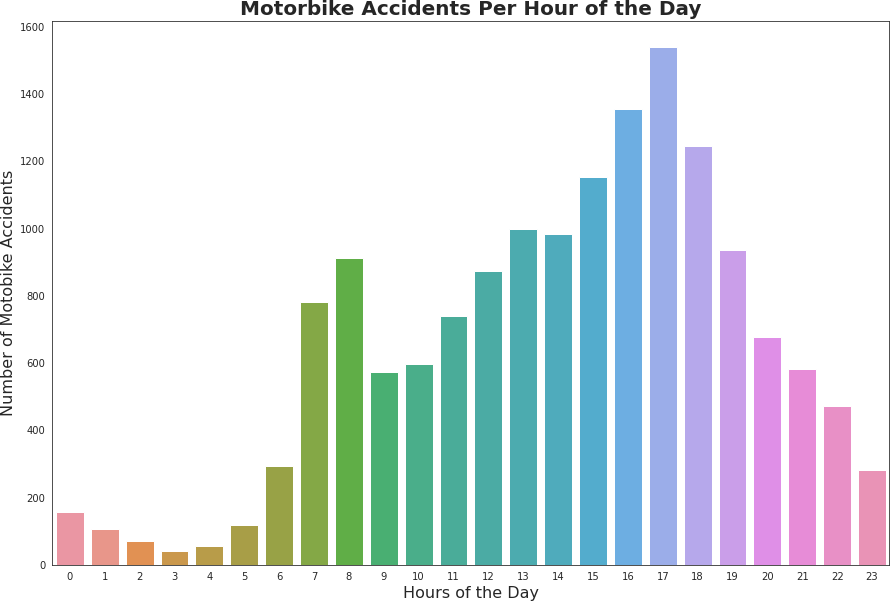 Motorbike Accidents Per Hour of the Day
Number of Motobike Accidents
1600
1400
1200
1000
800
600
400
200
0
0 1 2 3 4 5 6 7 8 9 10 11 12 13 14 15 16 17 18 19 20 21 22 23
Hours of the Day